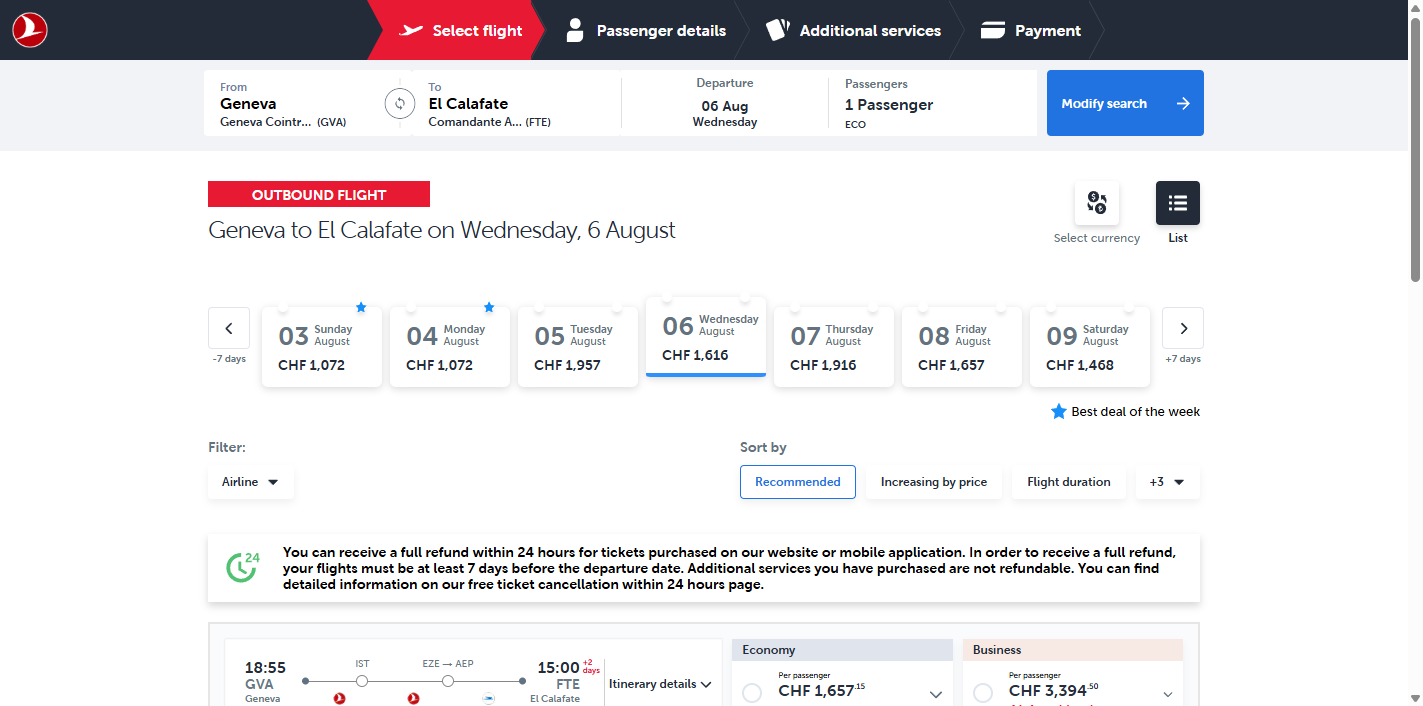 Select flight
Passenger details
Additional services
Payment
From
Geneva
Geneva Cointr... (GVA)
To
El Calafate
Comandante A... (FTE)
Departure
06 Aug
Wednesday
Passengers
1 Passenger
ECO
Modify search
OUTBOUND FLIGHT
Geneva to El Calafate on Wednesday, 6 August
Select currency
List
-7 days
03 Sunday August
CHF 1,072
04 Monday August
CHF 1,072
05 Tuesday August
CHF 1,957
06 Wednesday August
CHF 1,616
07 Thursday August
CHF 1,916
08 Friday August
CHF 1,657
09 Saturday August
CHF 1,468
+7 days
Best deal of the week
Filter:
Airline
Sort by
Recommended
Increasing by price
Flight duration
+3
24
You can receive a full refund within 24 hours for tickets purchased on our website or mobile application. In order to receive a full refund,
your flights must be at least 7 days before the departure date. Additional services you have purchased are not refundable. You can find
detailed information on our free ticket cancellation within 24 hours page.
18:55
GVA
Geneva
IST
EZE → AEP
15:00 +2 days
FTE
El Calafate
Itinerary details
Economy
Per passenger
CHF 1,657.15
Business
Per passenger
CHF 3,394.50